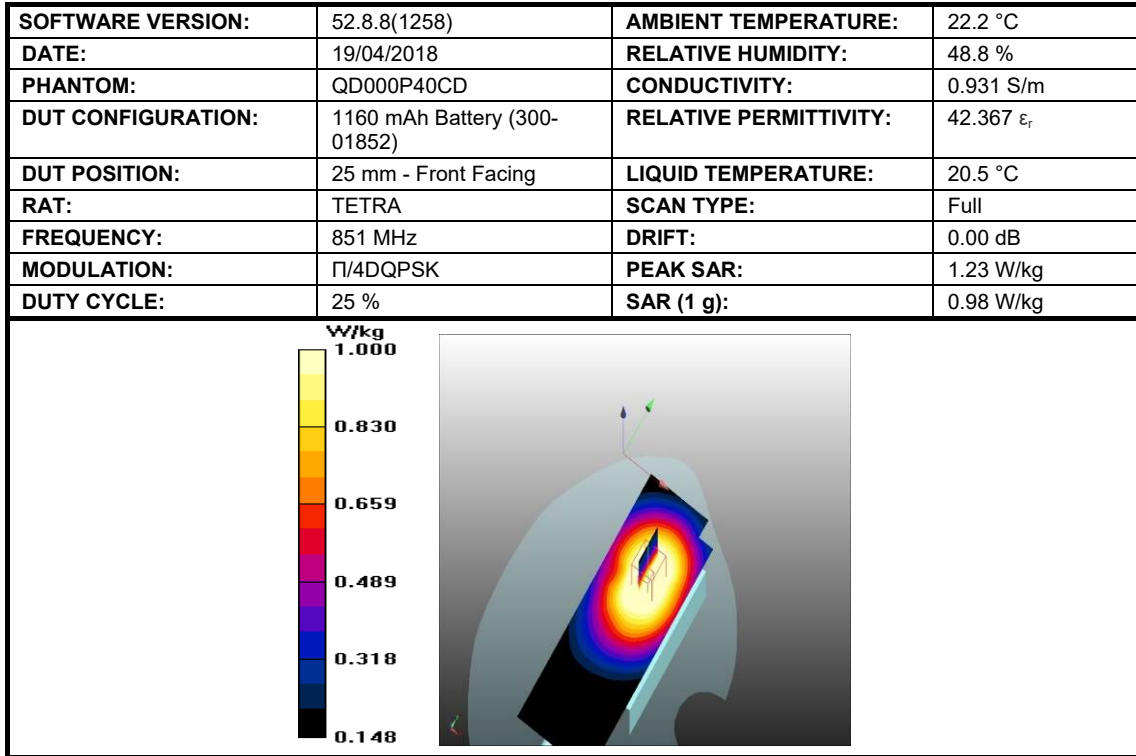 SOFTWARE VERSION: 52.8.8(1258) AMBIENT TEMPERATURE: 22.2 °C
DATE: 19/04/2018 RELATIVE HUMIDITY: 48.8 %
PHANTOM: QD000P40CD CONDUCTIVITY: 0.931 S/m
DUT CONFIGURATION: 1160 mAh Battery (300- RELATIVE PERMITTIVITY: 42.367 εr
01852)
DUT POSITION: 25 mm - Front Facing LIQUID TEMPERATURE: 20.5 °C
RAT: TETRA SCAN TYPE: Full
FREQUENCY: 851 MHz DRIFT: 0.00 dB
MODULATION: Π/4DQPSK PEAK SAR: 1.23 W/kg
DUTY CYCLE: 25 % SAR (1 g): 0.98 W/kg
W/kg
1.000
0.830
0.659
0.489
0.318
0.148